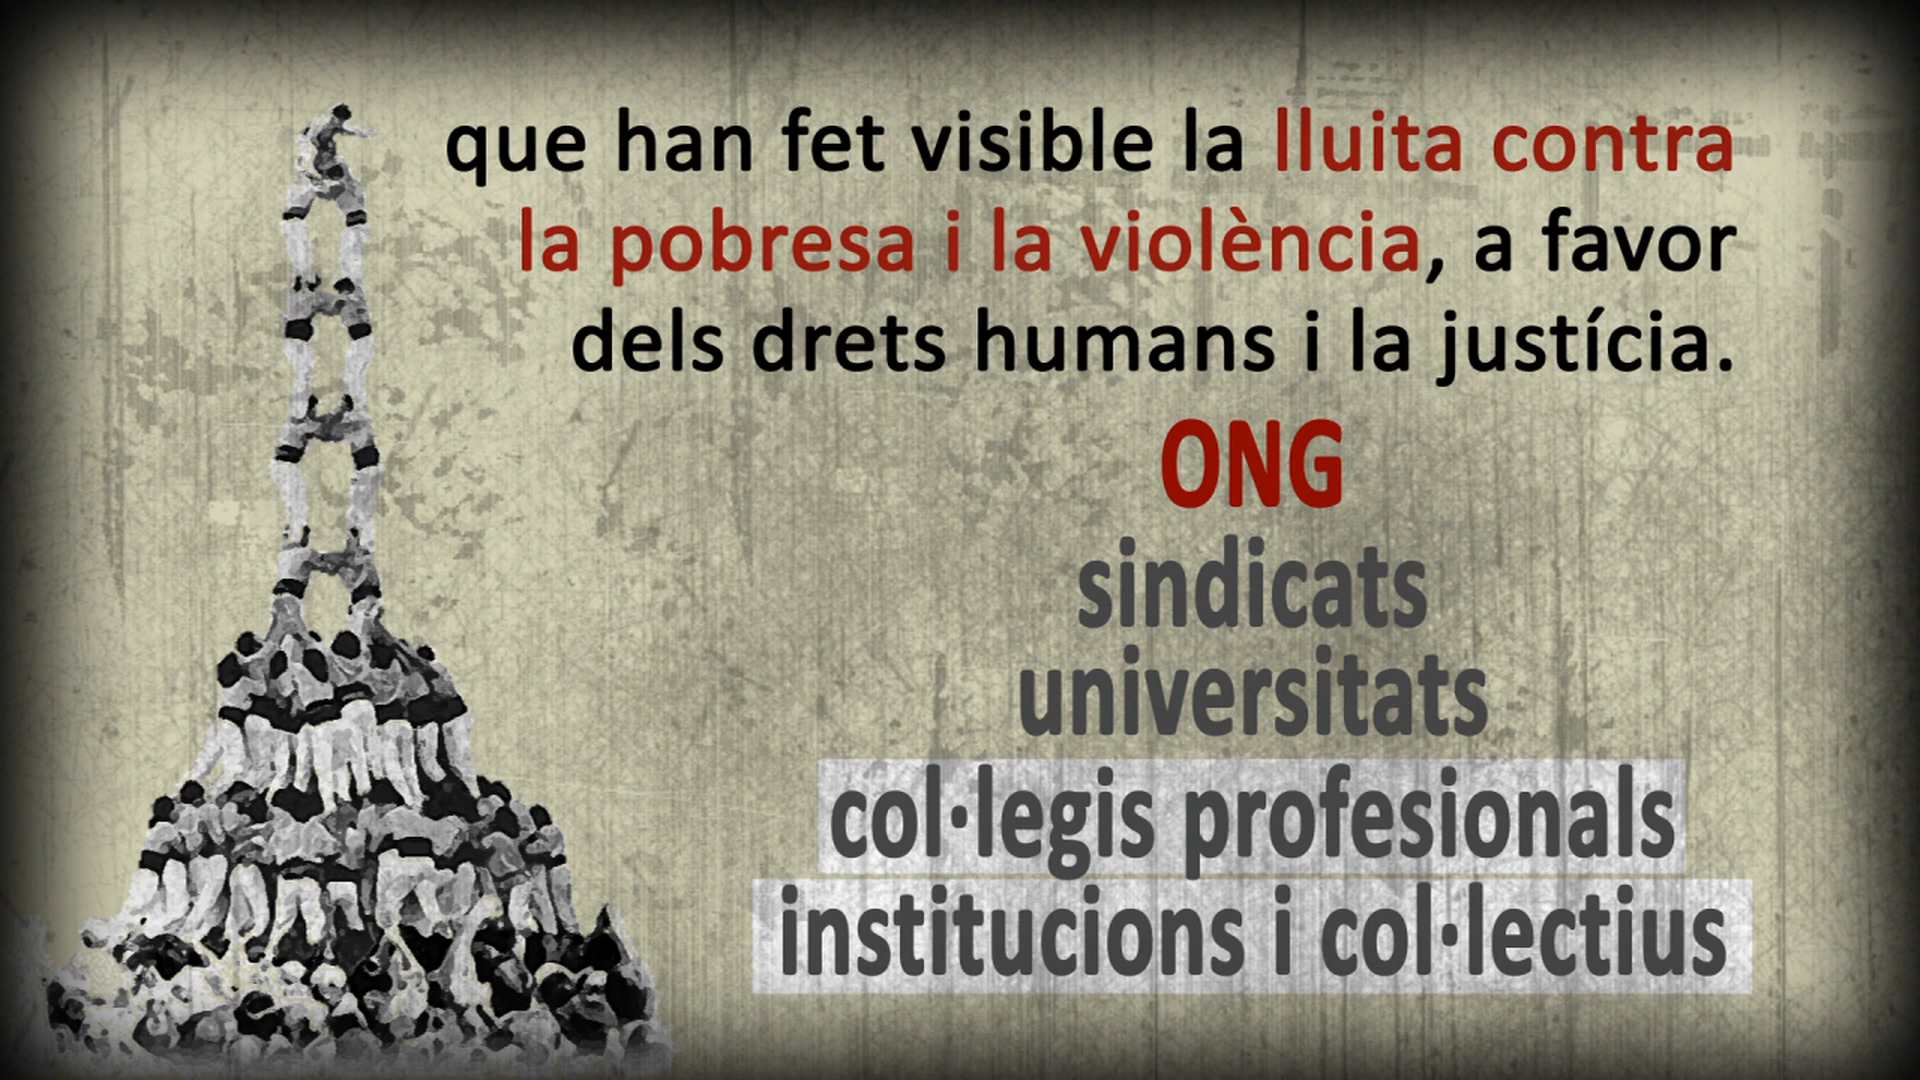 que han fet visible la lluita contra
la pobresa i la violència, a favor
dels drets humans i la justícia.
ONG
sindicats
universitats
col·legis profesionals
institucions i col·lectius